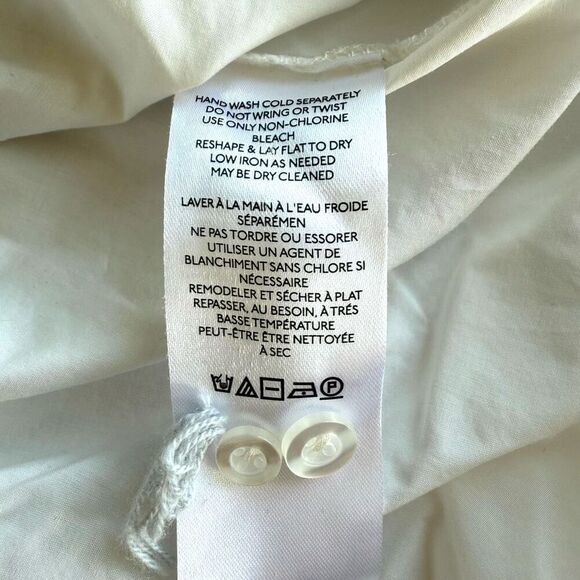 HAND WASH COLD SEPARATELY
DO NOT WRING OR TWIST
USE ONLY NON-CHLORINE
BLEACH
RESHAPE & LAY FLAT TO DRY
LOW IRON AS NEEDED
MAY BE DRY CLEANED
LAVER À LA MAIN À L'EAU FROIDE
SÉPARÉMEN
NE PAS TORDRE OU ESSORER
UTILISER UN AGENT DE
BLANCHIMENT SANS CHLORE SI
NÉCESSAIRE
REMODELER ET SÉCHER À PLAT
REPASSER, AU BESOIN, À TRÉS
BASSE TEMPÉRATURE
PEUT-ÊTRE ÊTRE NETTOYÉE
À SEC
P